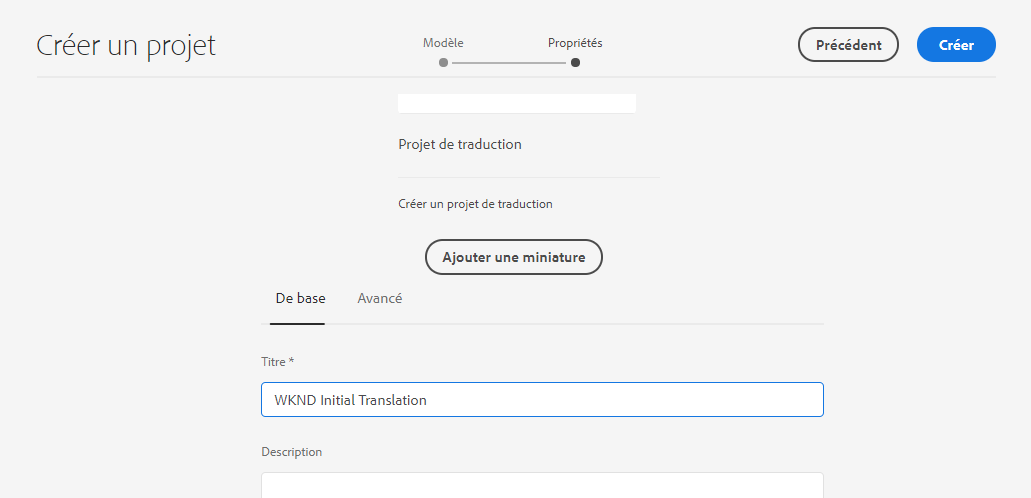 Créer un projet
Modèle
Propriétés
Précédent
Créer
Projet de traduction
Créer un projet de traduction
Ajouter une miniature
De base
Avancé
Titre *
WKND Initial Translation
Description